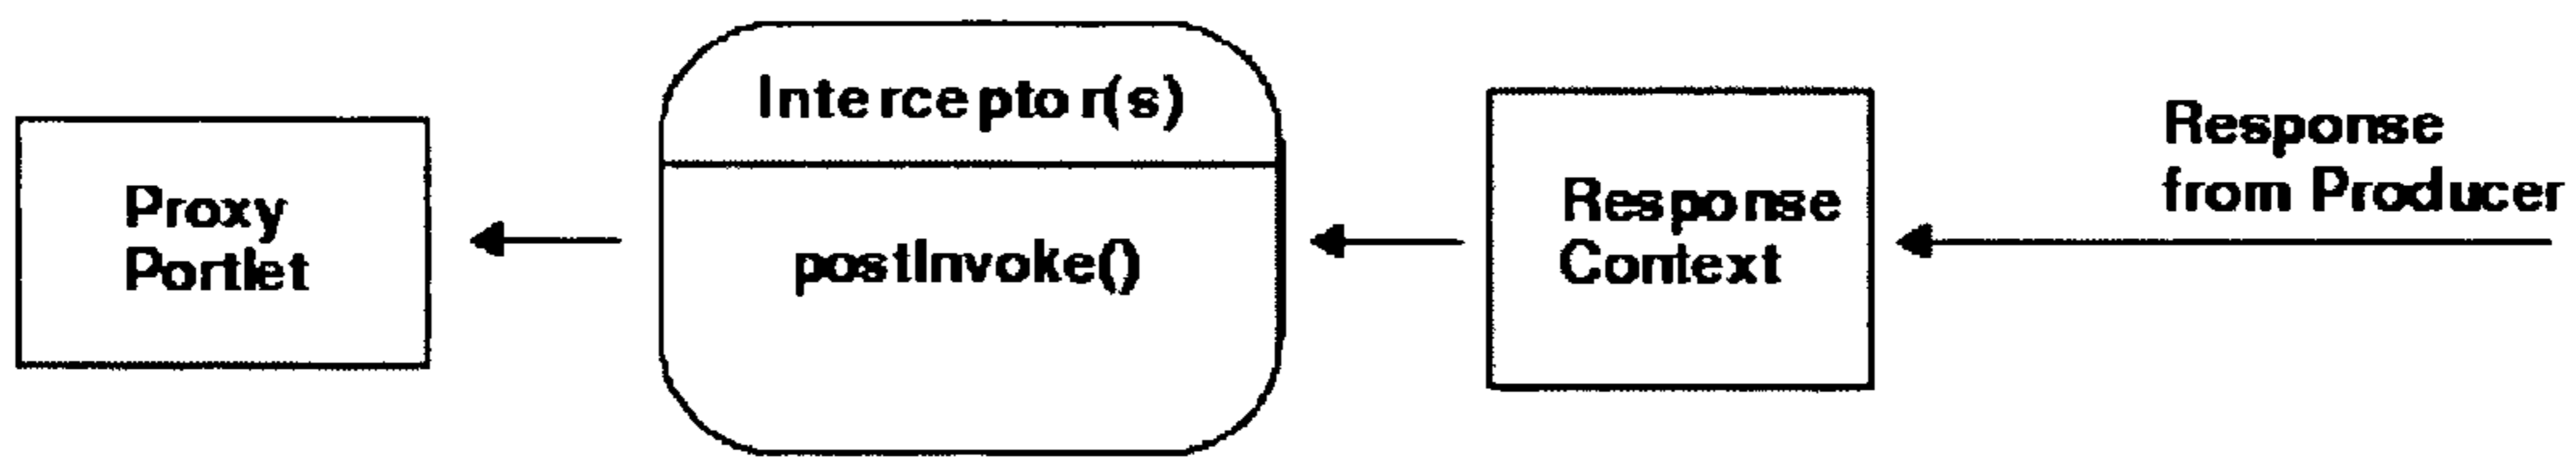 Proxy
Portlet
Interceptor(s)
postInvoke()
Response
Context
Response
from Producer